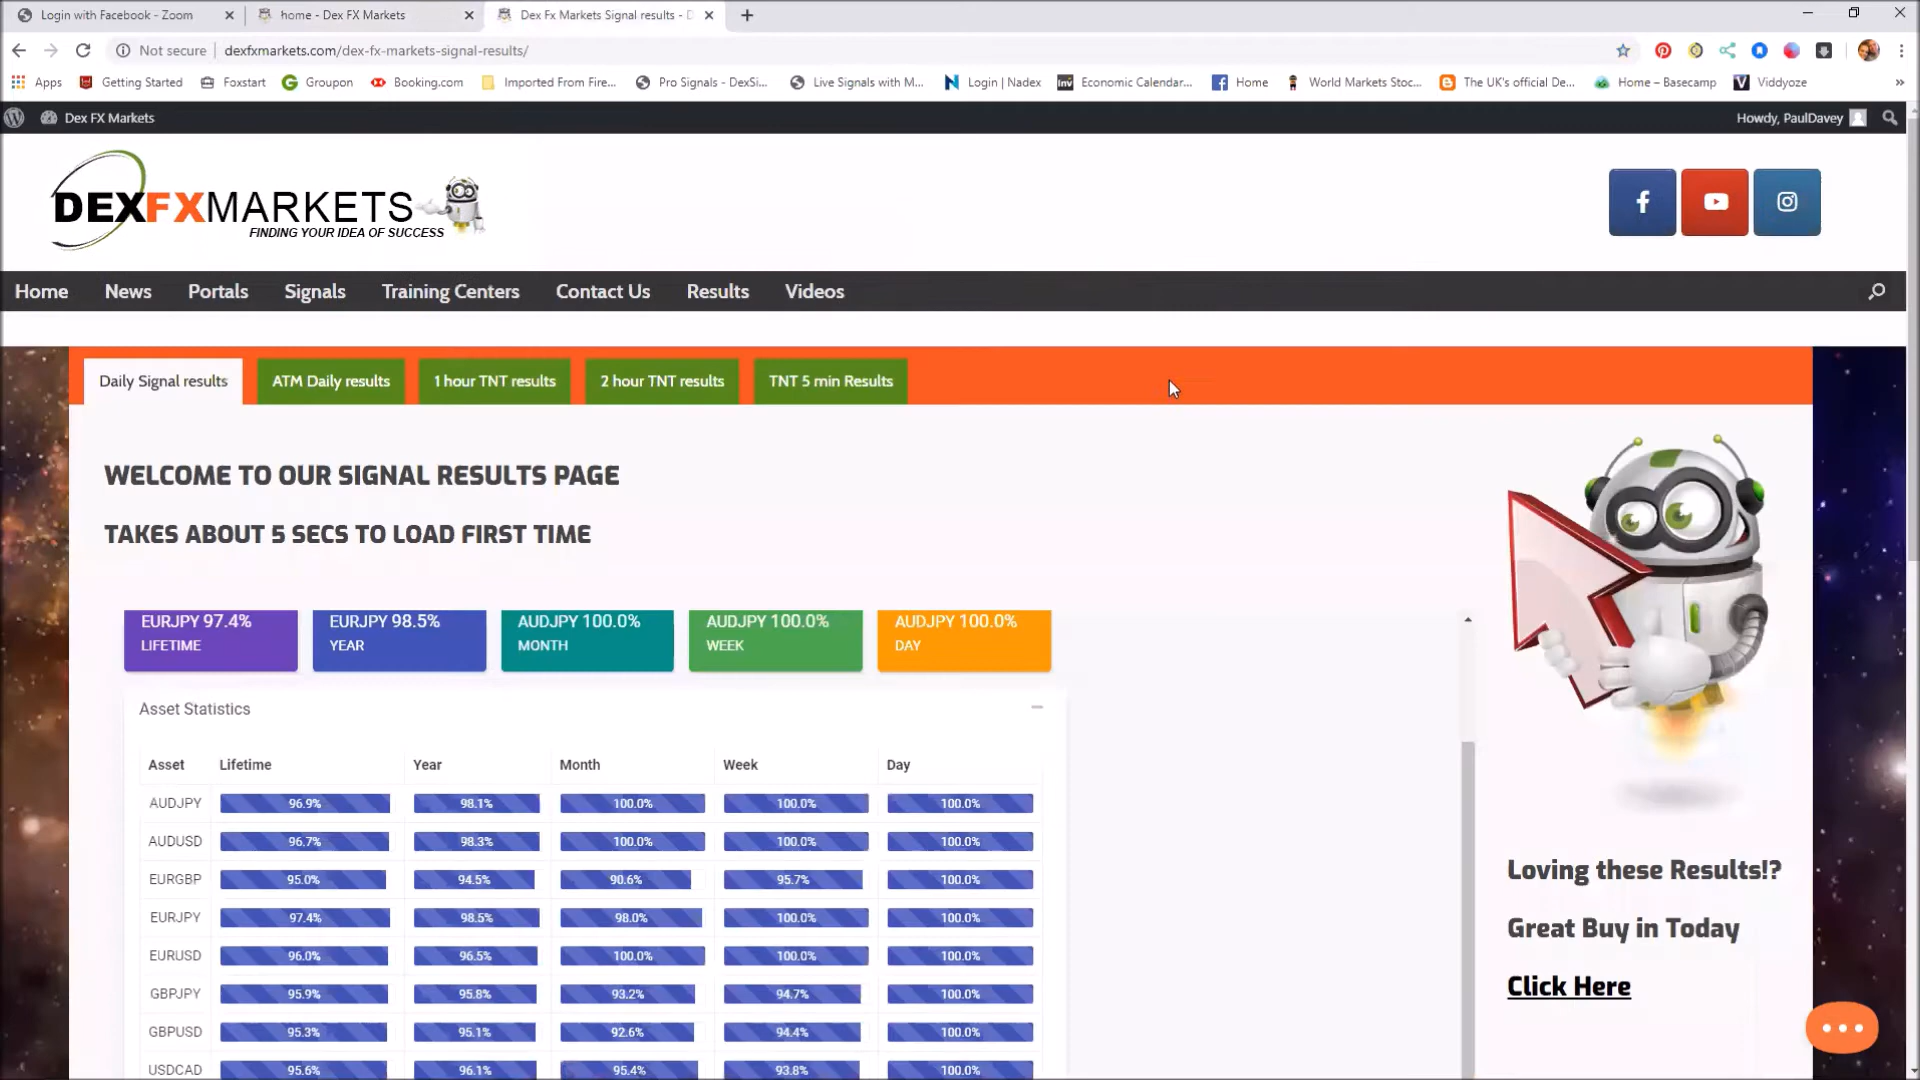 Login with Facebook - Zoom
home - Dex FX Markets
Dex Fx Markets Signal results - D
Not secure
dexfxmarkets.com/dex-fx-markets-signal-results/
Apps
Getting Started
Foxstart
Groupon
Booking.com
Imported From Fire...
Pro Signals - DexSi...
Live Signals with M...
Login | Nadex
Economic Calendar...
Home
World Markets Stoc...
The UK's official De...
Home – Basecamp
Viddyoze
Dex FX Markets
Howdy, PaulDavey
DEXFXMARKETS
FINDING YOUR IDEA OF SUCCESS
Home News Portals Signals Training Centers Contact Us Results Videos
Daily Signal results ATM Daily results 1 hour TNT results 2 hour TNT results TNT 5 min Results
WELCOME TO OUR SIGNAL RESULTS PAGE
TAKES ABOUT 5 SECS TO LOAD FIRST TIME
EURJPY 97.4% EURJPY 98.5% AUDJPY 100.0% AUDJPY 100.0% AUDJPY 100.0%
LIFETIME YEAR MONTH WEEK DAY
Asset Statistics
Asset Lifetime Year Month Week Day
AUDJPY 96.9% 98.1% 100.0% 100.0% 100.0%
AUDUSD 96.7% 98.3% 100.0% 100.0% 100.0%
EURGBP 95.0% 94.5% 90.6% 95.7% 100.0%
EURJPY 97.4% 98.5% 98.0% 100.0% 100.0%
EURUSD 96.0% 96.5% 100.0% 100.0% 100.0%
GBPJPY 95.9% 95.8% 93.2% 94.7% 100.0%
GBPUSD 95.3% 95.1% 92.6% 94.4% 100.0%
USDCAD 95.6% 96.1% 95.4% 93.8% 100.0%
Loving these Results!?
Great Buy in Today
Click Here